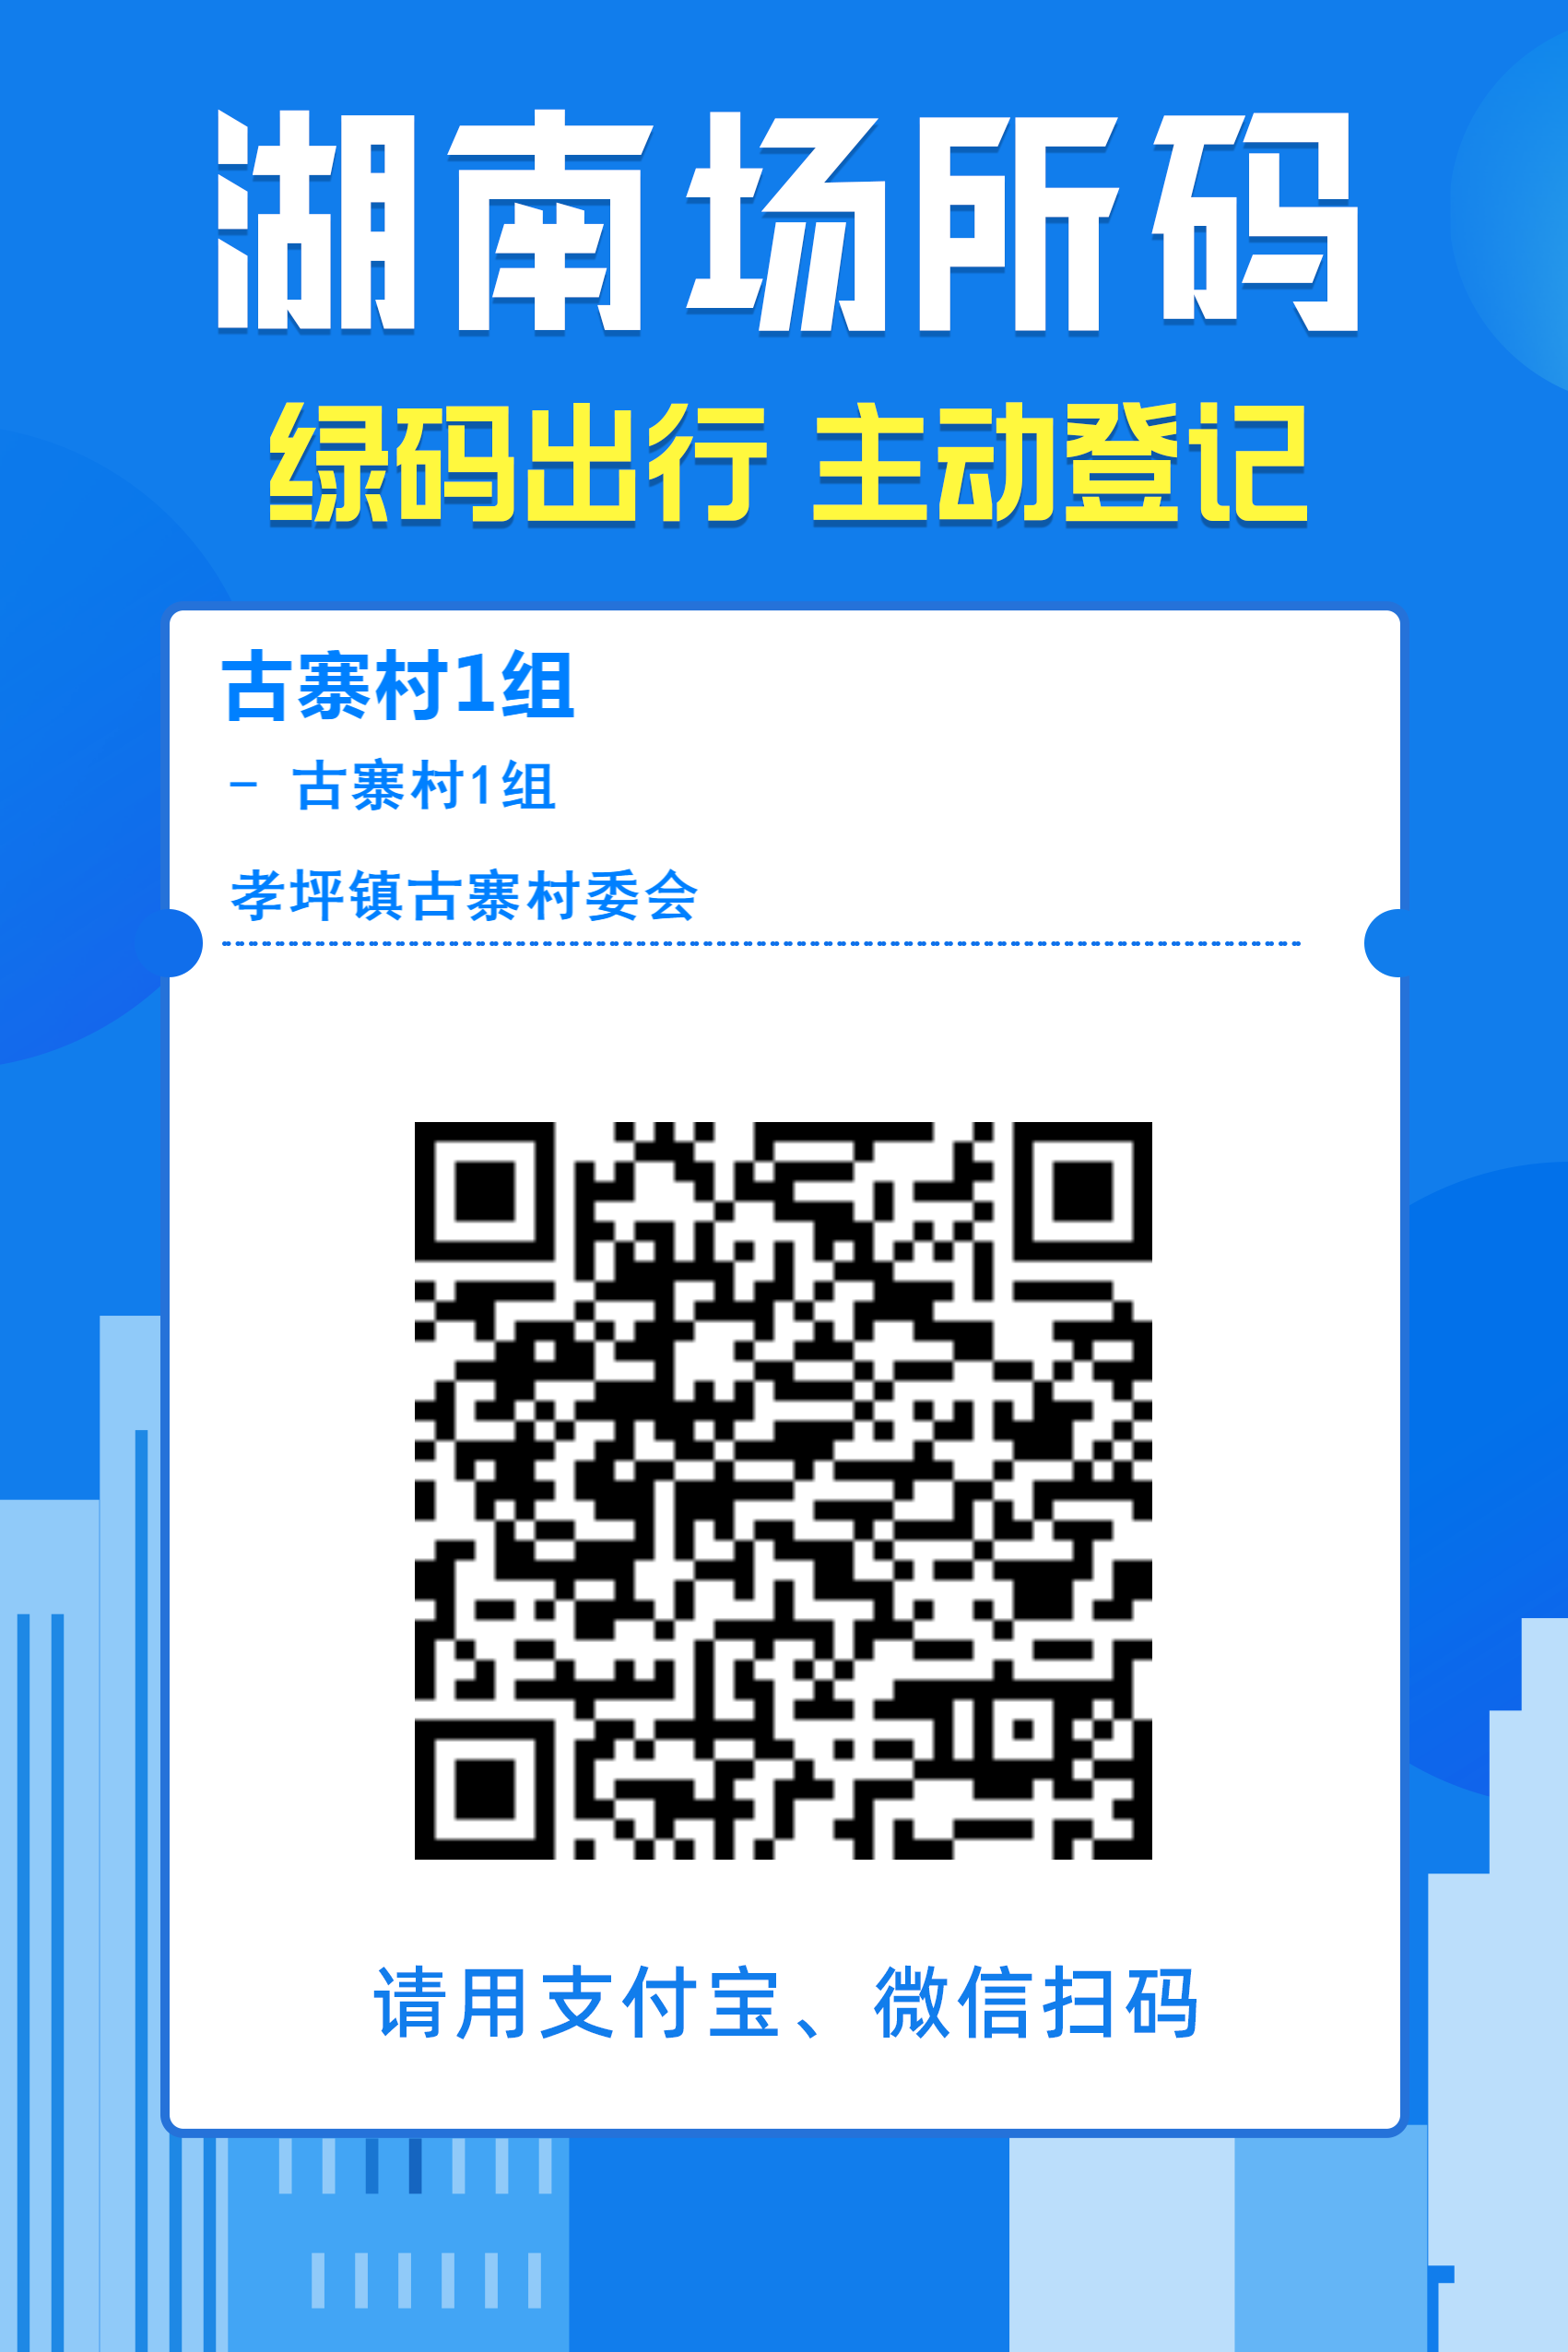 湖南场所码
绿码出行 主动登记
古寨村1组
- 古寨村1组
孝坪镇古寨村委会
请用支付宝、微信扫码